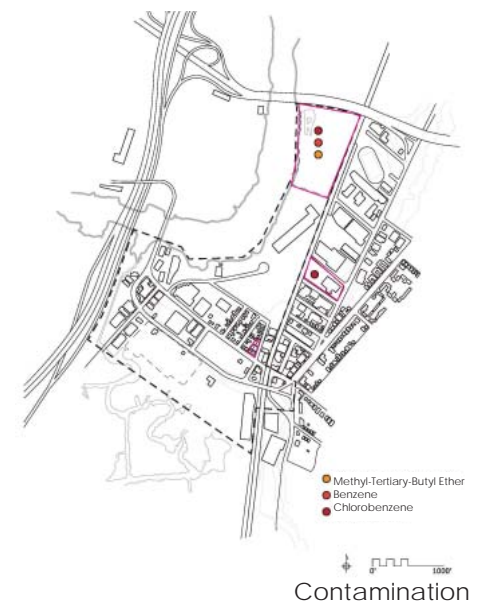 Methyl-Tertiary-Butyl Ether
Benzene
Chlorobenzene
0' 1000'
Contamination